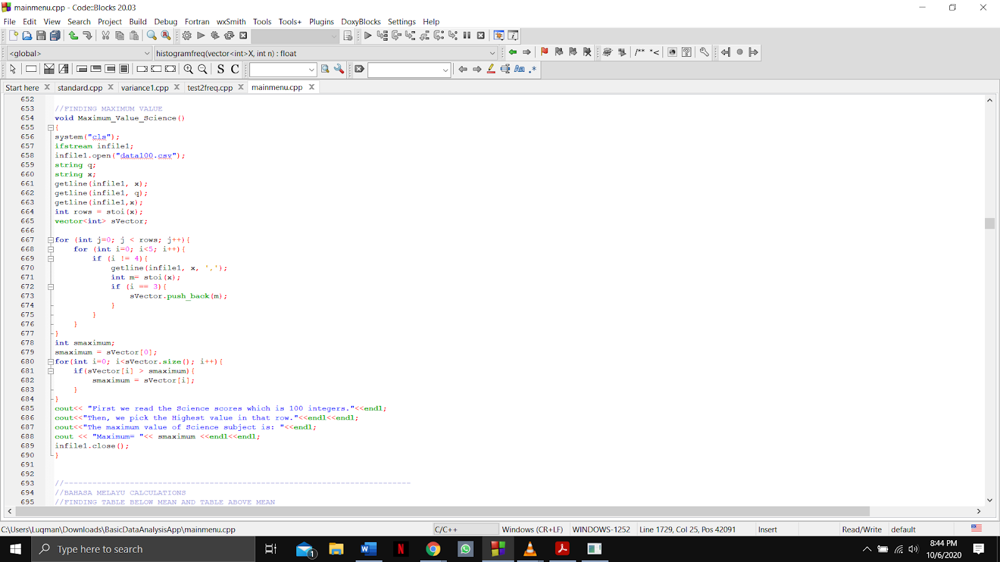 mainmenu.cpp - Code::Blocks 20.03
File Edit View Search Project Build Debug Fortran wxSmith Tools Tools+ Plugins DoxyBlocks Settings Help
<global> histogramfreq(vector<int>X, int n) : float
/** *<
S C Aa .*
Start here standard.cpp variance1.cpp test2freq.cpp mainmenu.cpp
652
653 //FINDING MAXIMUM VALUE
654 void Maximum_Value_Science()
655 {
656 system("cls");
657 ifstream infile1;
658 infile1.open("data100.csv");
659 string q;
660 string x;
661 getline(infile1, x);
662 getline(infile1, q);
663 getline(infile1,x);
664 int rows = stoi(x);
665 vector<int> sVector;
666
667 for (int j=0; j < rows; j++){
668     for (int i=0; i<5; i++){
669         if (i != 4){
670             getline(infile1, x, ',');
671             int m= stoi(x);
672             if (i == 3){
673                 sVector.push_back(m);
674             }
675         }
676     }
677 }
678 int smaximum;
679 smaximum = sVector[0];
680 for(int i=0; i<sVector.size(); i++){
681     if(sVector[i] > smaximum){
682         smaximum = sVector[i];
683     }
684 }
685 cout<< "First we read the Science scores which is 100 integers."<<endl;
686 cout<<"Then, we pick the Highest value in that row."<<endl<<endl;
687 cout<<"The maximum value of Science subject is: "<<endl;
688 cout << "Maximum= "<< smaximum <<endl<<endl;
689 infile1.close();
690 }
691
692
693 //--------------------------------------------------------------------------
694 //BAHASA MELAYU CALCULATIONS
695 //FINDING TABLE BELOW MEAN AND TABLE ABOVE MEAN
C:\Users\Luqman\Downloads\BasicDataAnalysisApp\mainmenu.cpp C/C++ Windows (CR+LF) WINDOWS-1252 Line 1729, Col 25, Pos 42091 Insert Read/Write default
Type here to search 1 8:44 PM
10/6/2020